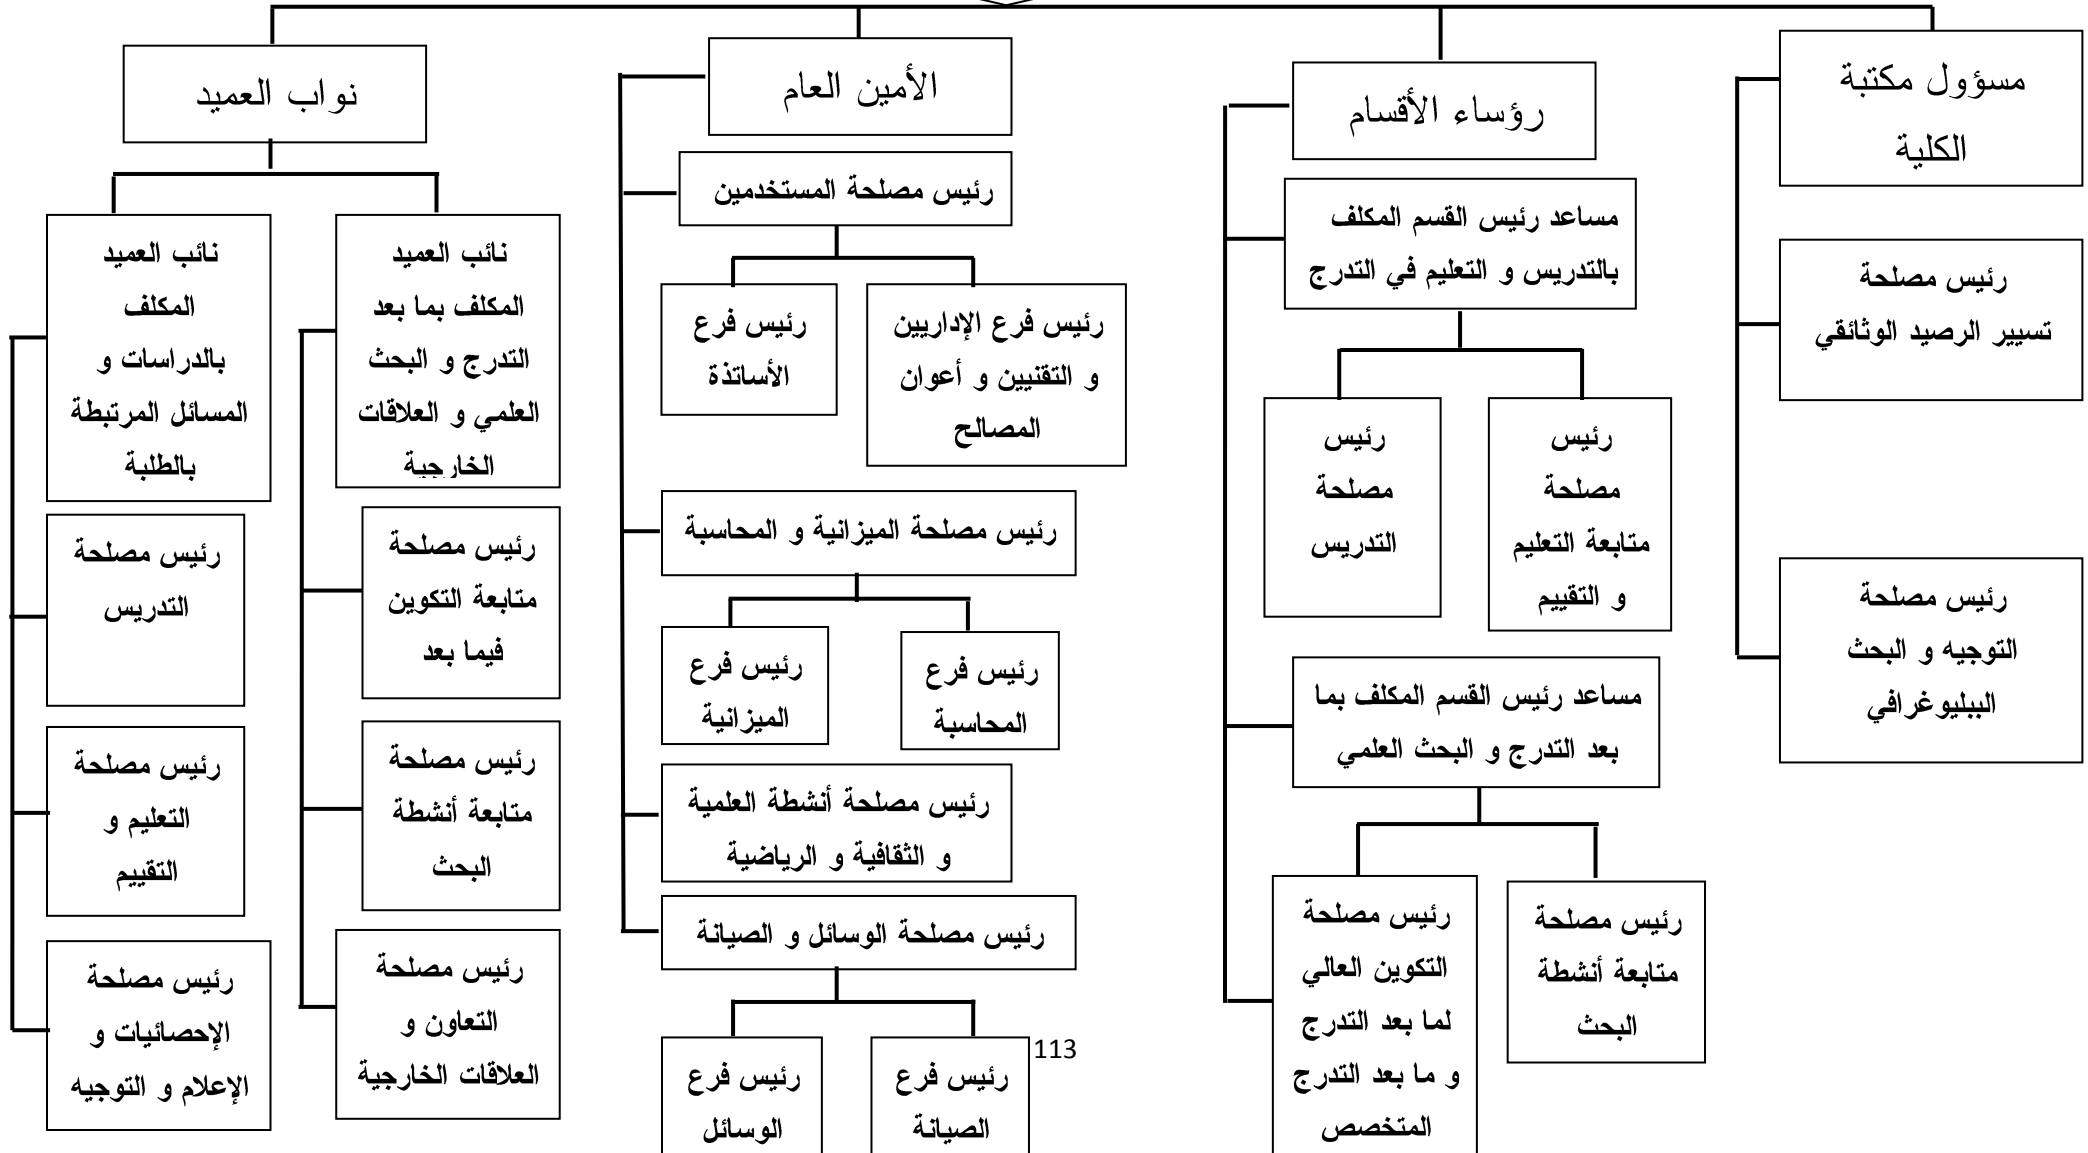 مسؤول مكتبة
الكلية
رئيس مصلحة
تسيير الرصيد الوثائقي
رئيس مصلحة
التوجيه و البحث
الببليوغرافي
رؤساء الأقسام
مساعد رئيس القسم المكلف
بالتدريس و التعليم في التدرج
رئيس
مصلحة
متابعة التعليم
و التقييم
رئيس
مصلحة
التدريس
مساعد رئيس القسم المكلف بما
بعد التدرج و البحث العلمي
رئيس مصلحة
متابعة أنشطة
البحث
رئيس مصلحة
التكوين العالي
لما بعد التدرج
و ما بعد التدرج
المتخصص
الأمين العام
رئيس مصلحة المستخدمين
رئيس فرع الإداريين
و التقنيين و أعوان
المصالح
رئيس فرع
الأساتذة
رئيس مصلحة الميزانية و المحاسبة
رئيس فرع
المحاسبة
رئيس فرع
الميزانية
رئيس مصلحة أنشطة العلمية
و الثقافية و الرياضية
رئيس مصلحة الوسائل و الصيانة
رئيس فرع
الصيانة
رئيس فرع
الوسائل
نواب العميد
نائب العميد
المكلف بما بعد
التدرج و البحث
العلمي و العلاقات
الخارجية
رئيس مصلحة
متابعة التكوين
فيما بعد
رئيس مصلحة
متابعة أنشطة
البحث
رئيس مصلحة
التعاون و
العلاقات الخارجية
نائب العميد
المكلف
بالدراسات و
المسائل المرتبطة
بالطلبة
رئيس مصلحة
التدريس
رئيس مصلحة
التعليم و
التقييم
رئيس مصلحة
الإحصائيات و
الإعلام و التوجيه
113